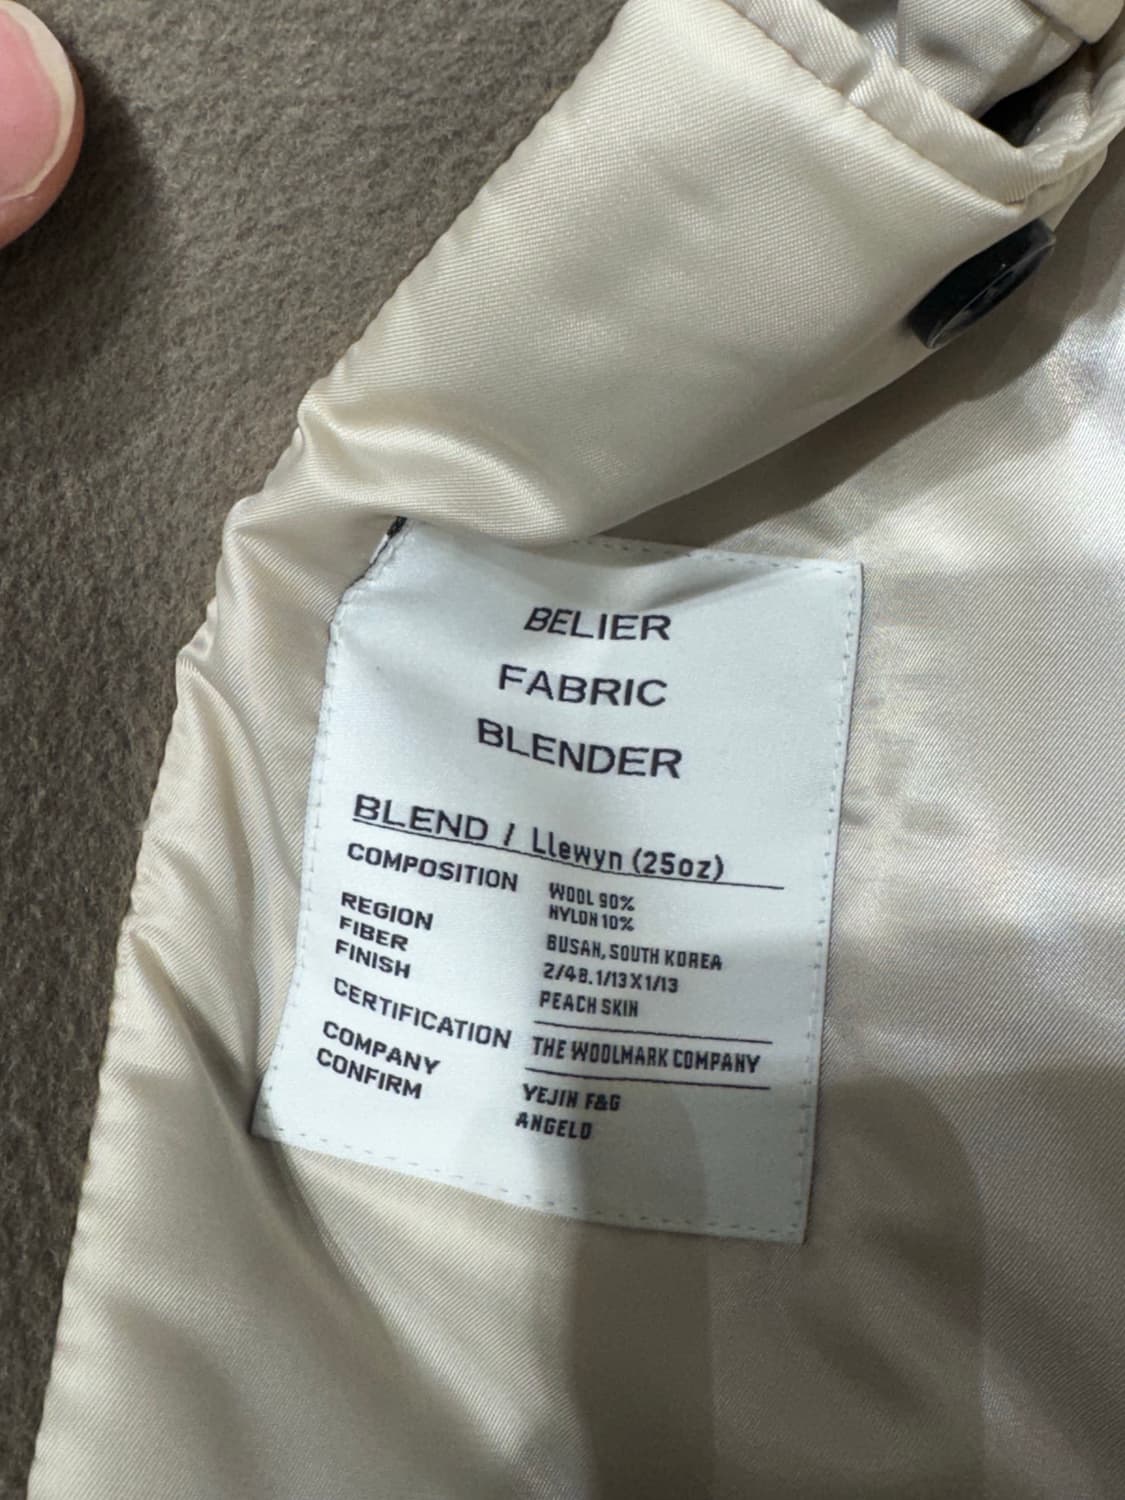 BELIER
FABRIC
BLENDER
BLEND / Llewyn (25oz)
COMPOSITION WOOL 90%
NYLON 10%
REGION BUSAN, SOUTH KOREA
FIBER 2/48.1/13X1/13
FINISH PEACH SKIN
CERTIFICATION THE WOOLMARK COMPANY
COMPANY YEJIN F&G
CONFIRM ANGELO